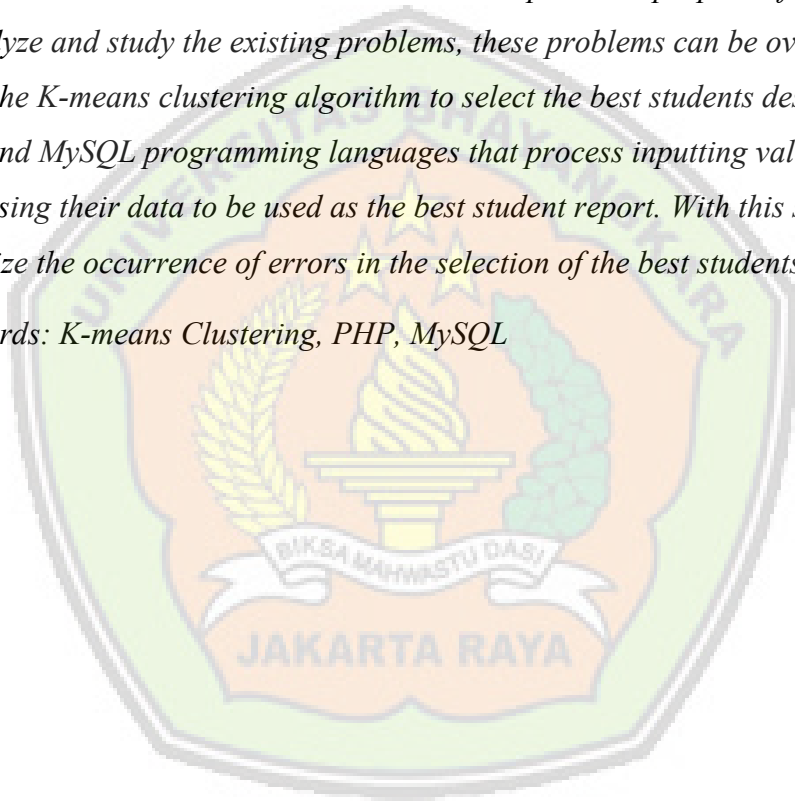 lyze and study the existing problems, these problems can be ov
he K-means clustering algorithm to select the best students des
nd MySQL programming languages that process inputting val
sing their data to be used as the best student report. With this s
ize the occurrence of errors in the selection of the best students
rds: K-means Clustering, PHP, MySQL
UNIVERSITAS BHAYANGKARA
BIKSA MAHWASTU DASI
JAKARTA RAYA